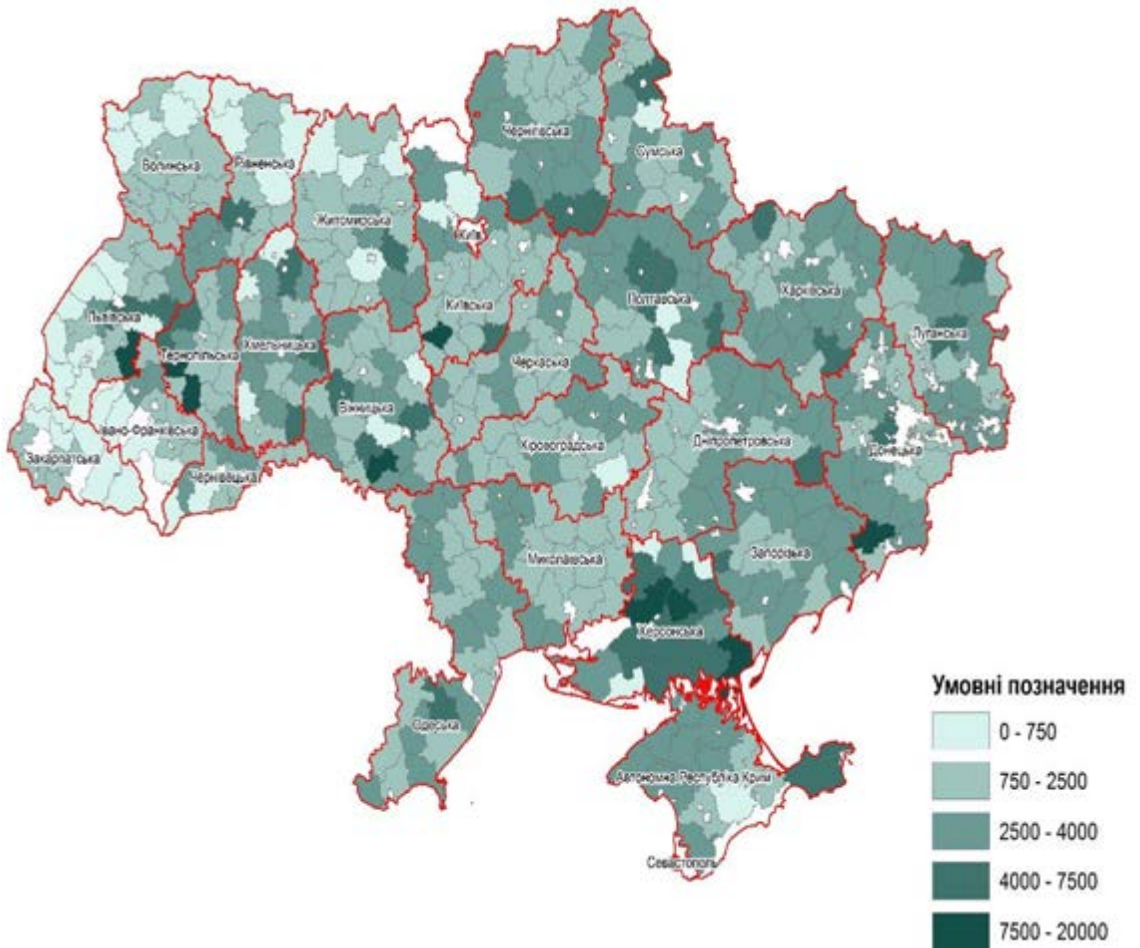 Чернігівська
Сумська
Волинська
Рівненська
Житомирська
Київ
Київська
Полтавська
Харківська
Луганська
Львівська
Тернопільська
Хмельницька
Черкаська
Вінницька
Івано-Франківська
Закарпатська
Чернівецька
Кіровоградська
Дніпропетровська
Донецька
Миколаївська
Запорізька
Херсонська
Одеська
Автономна Республіка Крим
Севастополь
Умовні позначення
0 - 750
750 - 2500
2500 - 4000
4000 - 7500
7500 - 20000